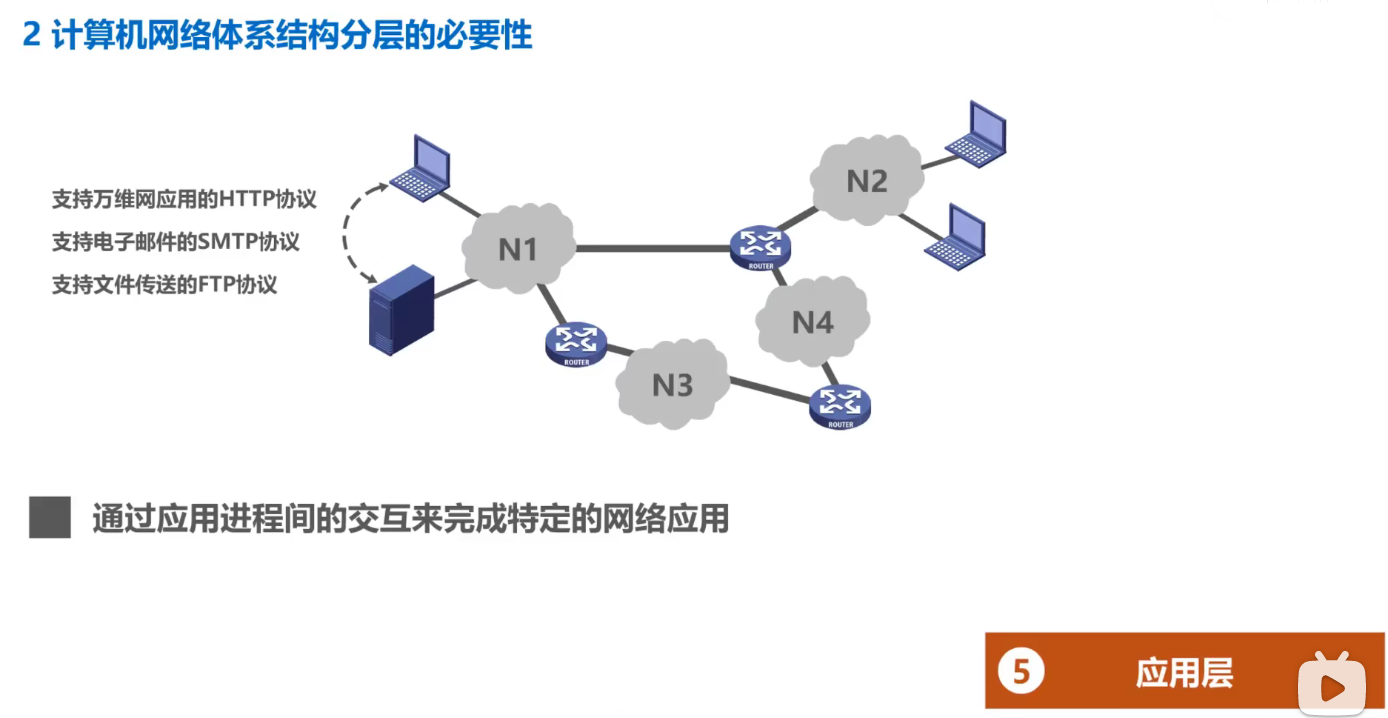 2 计算机网络体系结构分层的必要性
支持万维网应用的HTTP协议
支持电子邮件的SMTP协议
支持文件传送的FTP协议
N1
N2
ROUTER
N4
ROUTER
N3
ROUTER
通过应用进程间的交互来完成特定的网络应用
5 应用层